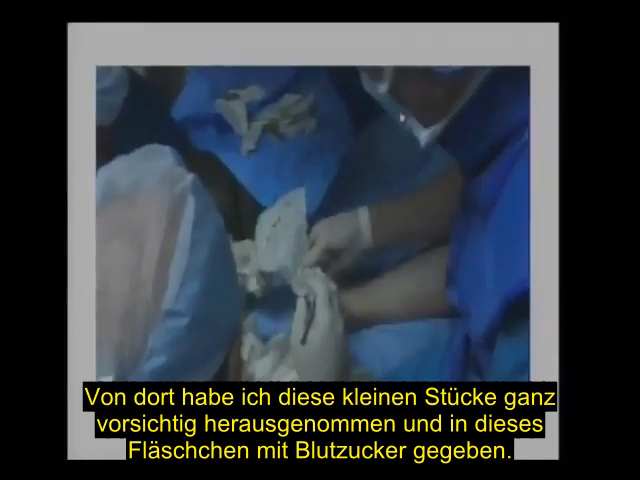 Von dort habe ich diese kleinen Stücke ganz
vorsichtig herausgenommen und in dieses
Fläschchen mit Blutzucker gegeben.